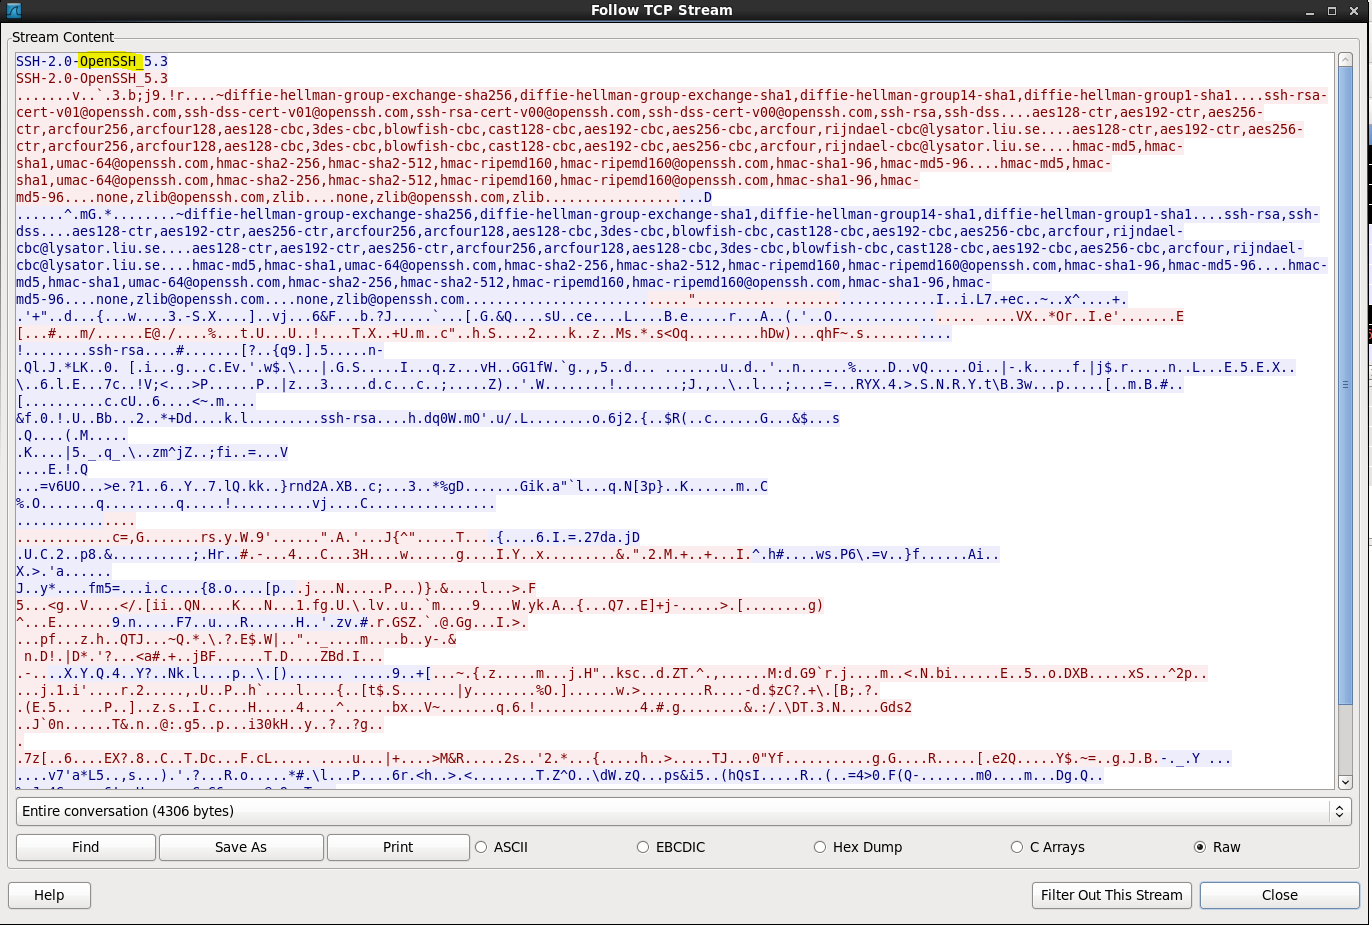 Follow TCP Stream
Stream Content
SSH-2.0-OpenSSH_5.3
SSH-2.0-OpenSSH_5.3
.......v..`.3.b;j9.!r....~diffie-hellman-group-exchange-sha256,diffie-hellman-group-exchange-sha1,diffie-hellman-group14-sha1,diffie-hellman-group1-sha1....ssh-rsa-
cert-v01@openssh.com,ssh-dss-cert-v01@openssh.com,ssh-rsa-cert-v00@openssh.com,ssh-dss-cert-v00@openssh.com,ssh-rsa,ssh-dss....aes128-ctr,aes192-ctr,aes256-
ctr,arcfour256,arcfour128,aes128-cbc,3des-cbc,blowfish-cbc,cast128-cbc,aes192-cbc,aes256-cbc,arcfour,rijndael-cbc@lysator.liu.se....aes128-ctr,aes192-ctr,aes256-
ctr,arcfour256,arcfour128,aes128-cbc,3des-cbc,blowfish-cbc,cast128-cbc,aes192-cbc,aes256-cbc,arcfour,rijndael-cbc@lysator.liu.se....hmac-md5,hmac-
sha1,umac-64@openssh.com,hmac-sha2-256,hmac-sha2-512,hmac-ripemd160,hmac-ripemd160@openssh.com,hmac-sha1-96,hmac-md5-96....hmac-md5,hmac-
sha1,umac-64@openssh.com,hmac-sha2-256,hmac-sha2-512,hmac-ripemd160,hmac-ripemd160@openssh.com,hmac-sha1-96,hmac-
md5-96....none,zlib@openssh.com,zlib....none,zlib@openssh.com,zlib....................D
......^.mG.*........~diffie-hellman-group-exchange-sha256,diffie-hellman-group-exchange-sha1,diffie-hellman-group14-sha1,diffie-hellman-group1-sha1....ssh-rsa,ssh-
dss....aes128-ctr,aes192-ctr,aes256-ctr,arcfour256,arcfour128,aes128-cbc,3des-cbc,blowfish-cbc,cast128-cbc,aes192-cbc,aes256-cbc,arcfour,rijndael-
cbc@lysator.liu.se....aes128-ctr,aes192-ctr,aes256-ctr,arcfour256,arcfour128,aes128-cbc,3des-cbc,blowfish-cbc,cast128-cbc,aes192-cbc,aes256-cbc,arcfour,rijndael-
cbc@lysator.liu.se....hmac-md5,hmac-sha1,umac-64@openssh.com,hmac-sha2-256,hmac-sha2-512,hmac-ripemd160,hmac-ripemd160@openssh.com,hmac-sha1-96,hmac-md5-96....hmac-
md5,hmac-sha1,umac-64@openssh.com,hmac-sha2-256,hmac-sha2-512,hmac-ripemd160,hmac-ripemd160@openssh.com,hmac-sha1-96,hmac-
md5-96....none,zlib@openssh.com....none,zlib@openssh.com............................".......... ...................I..i.L7.+ec..~..x^....+.
.'+"..d...{...w....3.-S.X....]..vj...6&F...b.?J.....`...[.G.&Q....sU..ce....L....B.e.....r...A..(.'..O.................. ....VX..*Or..I.e'.......E
[...#...m/......E@./....%...t.U...U..!....T.X..+U.m..c"..h.S....2....k..z..Ms.*.s<Oq.........hDw)...qhF~.s...........
!........ssh-rsa....#.......[?..{q9.].5.....n-
.Ql.J.*LK..0. [.i...g...c.Ev.'.w$.\...|.G.S.....I...q.z...vH..GG1fW.`g.,,5..d... .......u..d..'..n......%....D..vQ.....Oi..|-.k.....f.|j$.r.....n..L...E.5.E.X..
\..6.l.E...7c..!V;<...>P......P..|z...3.....d.c...c..;.....Z)..'.W........!........;J.,..\..l...;....=...RYX.4.>.S.N.R.Y.t\B.3w...p.....[..m.B.#..
[..........c.cU..6....<~.m....
&f.0.!.U..Bb...2..*+Dd....k.l.........ssh-rsa....h.dq0W.mO'.u/.L........o.6j2.{..$R(..c......G...&$...s
.Q....(.M.....
.K....|5._.q_.\..zm^jZ..;fi..=...V
....E.!.Q
...=v6UO...>e.?1..6..Y..7.lQ.kk..}rnd2A.XB..c;...3..*%gD.......Gik.a"`l...q.N[3p}..K......m..C
%.O.......q.........q.....!..........vj....C................
...............
............c=,G.......rs.y.W.9'......".A.'...J{^".....T....{....6.I.=.27da.jD
.U.C.2..p8.&..........;.Hr..#.-...4...C...3H....w......g....I.Y..x.........&.".2.M.+..+...I.^.h#....ws.P6\.=v..}f......Ai..
X.>.'a......
J..y*....fm5=...i.c....{8.o....[p...j...N.....P...)}.&....l...>.F
5...<g..V....</.[ii..QN....K...N...1.fg.U.\.lv..u..`m....9....W.yk.A..{...Q7..E]+j-.....>.[........g)
^...E.......9.n.....F7..u...R......H..'.zv.#.r.GSZ.`.@.Gg...I.>.
...pf...z.h..QTJ...~Q.*.\.?.E$.W|..".._....m....b..y-.&
n.D!.|D*.'?...<a#.+..jBF......T.D....ZBd.I...
.-....X.Y.Q.4..Y?..Nk.l....p..\.[)....... .....9..+[...~.{.z.....m...j.H"..ksc..d.ZT.^.,......M:d.G9`r.j....m..<.N.bi......E..5..o.DXB.....xS...^2p..
...j.1.i'....r.2.....,.U..P..h`....l....{..[t$.S.......|y........%O.]......w.>........R....-d.$zC?.+\.[B;.?.
.(E.5.. ...P..]..z.s..I.c....H.....4....^......bx..V~.......q.6.!.............4.#.g........&.:/.\DT.3.N.....Gds2
..J`0n......T&.n..@:.g5..p...i30kH..y..?..?g..
.
.7z[..6....EX?.8..C..T.Dc...F.cL... ......u...|+....>M&R.....2s..'2.*...{.....h..>.....TJ...0"Yf...........g.G....R.....[.e2Q.....Y$.~=..g.J.B.-._.Y ...
....v7'a*L5..,s...).'.?...R.o.....*#.\l...P....6r.<h..>.<........T.Z^O..\dW.zQ...ps&i5..(hQsI.....R..(..=4>0.F(Q-.......m0....m...Dg.Q..
Entire conversation (4306 bytes)
Find
Save As
Print
ASCII
EBCDIC
Hex Dump
C Arrays
Raw
Help
Filter Out This Stream
Close